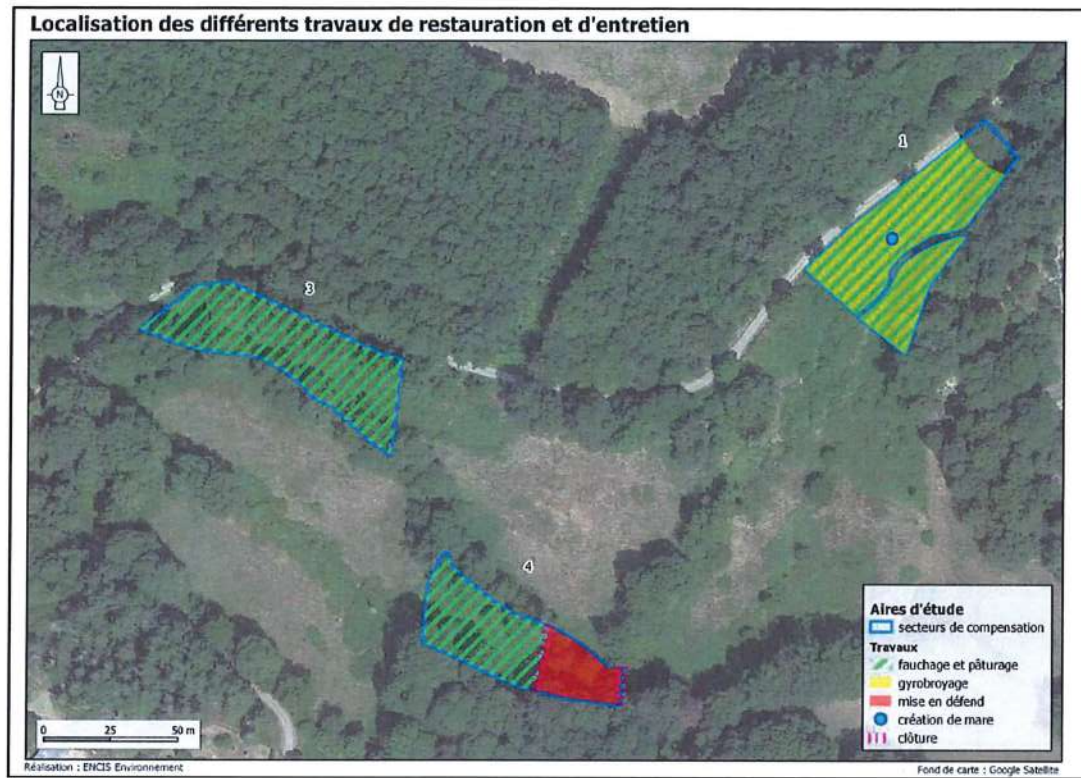 Localisation des différents travaux de restauration et d'entretien
N
1
3
4
Aires d'étude
secteurs de compensation
Travaux
fauchage et pâturage
gyrobroyage
mise en défend
création de mare
clôture
0 25 50 m
Réalisation : ENCIS Environnement
Fond de carte : Google Satellite